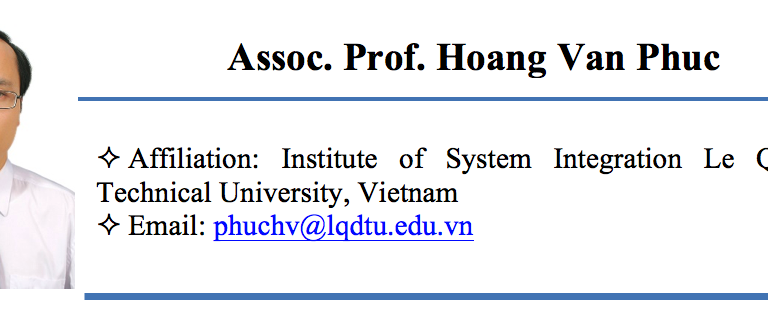 Assoc. Prof. Hoang Van Phuc
✧ Affiliation: Institute of System Integration Le
Technical University, Vietnam
✧ Email: phuchv@lqdtu.edu.vn